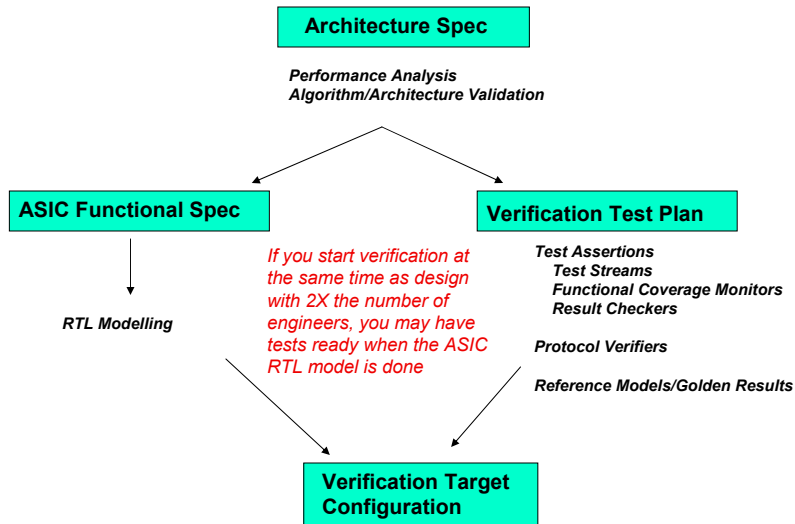 Architecture Spec
Performance Analysis
Algorithm/Architecture Validation
ASIC Functional Spec
RTL Modelling
If you start verification at
the same time as design
with 2X the number of
engineers, you may have
tests ready when the ASIC
RTL model is done
Verification Test Plan
Test Assertions
Test Streams
Functional Coverage Monitors
Result Checkers
Protocol Verifiers
Reference Models/Golden Results
Verification Target
Configuration